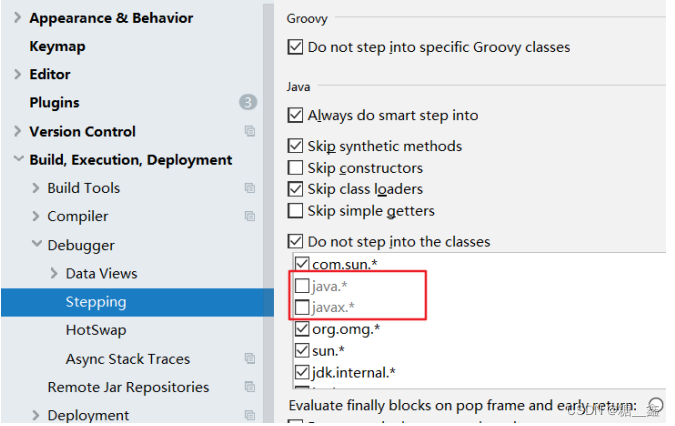 Appearance & Behavior
Keymap
Editor
Plugins
3
Version Control
Build, Execution, Deployment
Build Tools
Compiler
Debugger
Data Views
Stepping
HotSwap
Async Stack Traces
Remote Jar Repositories
Deployment
Groovy
Do not step into specific Groovy classes
Java
Always do smart step into
Skip synthetic methods
Skip constructors
Skip class loaders
Skip simple getters
Do not step into the classes
com.sun.*
java.*
javax.*
org.omg.*
sun.*
jdk.internal.*
Evaluate finally blocks on pop frame and early return: